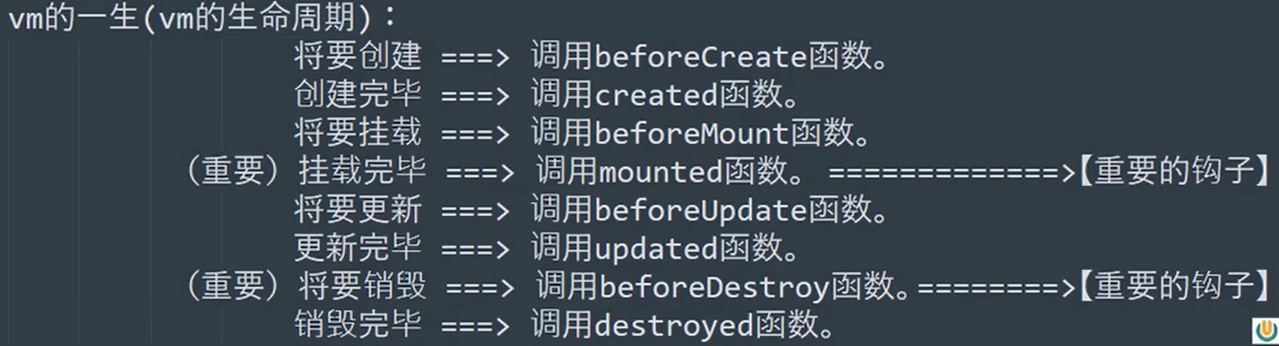 vm的一生(vm的生命周期)：
将要创建 ===> 调用beforeCreate函数。
创建完毕 ===> 调用created函数。
将要挂载 ===> 调用beforeMount函数。
（重要）挂载完毕 ===> 调用mounted函数。 =============>【重要的钩子】
将要更新 ===> 调用beforeUpdate函数。
更新完毕 ===> 调用updated函数。
（重要）将要销毁 ===> 调用beforeDestroy函数。========>【重要的钩子】
销毁完毕 ===> 调用destroyed函数。